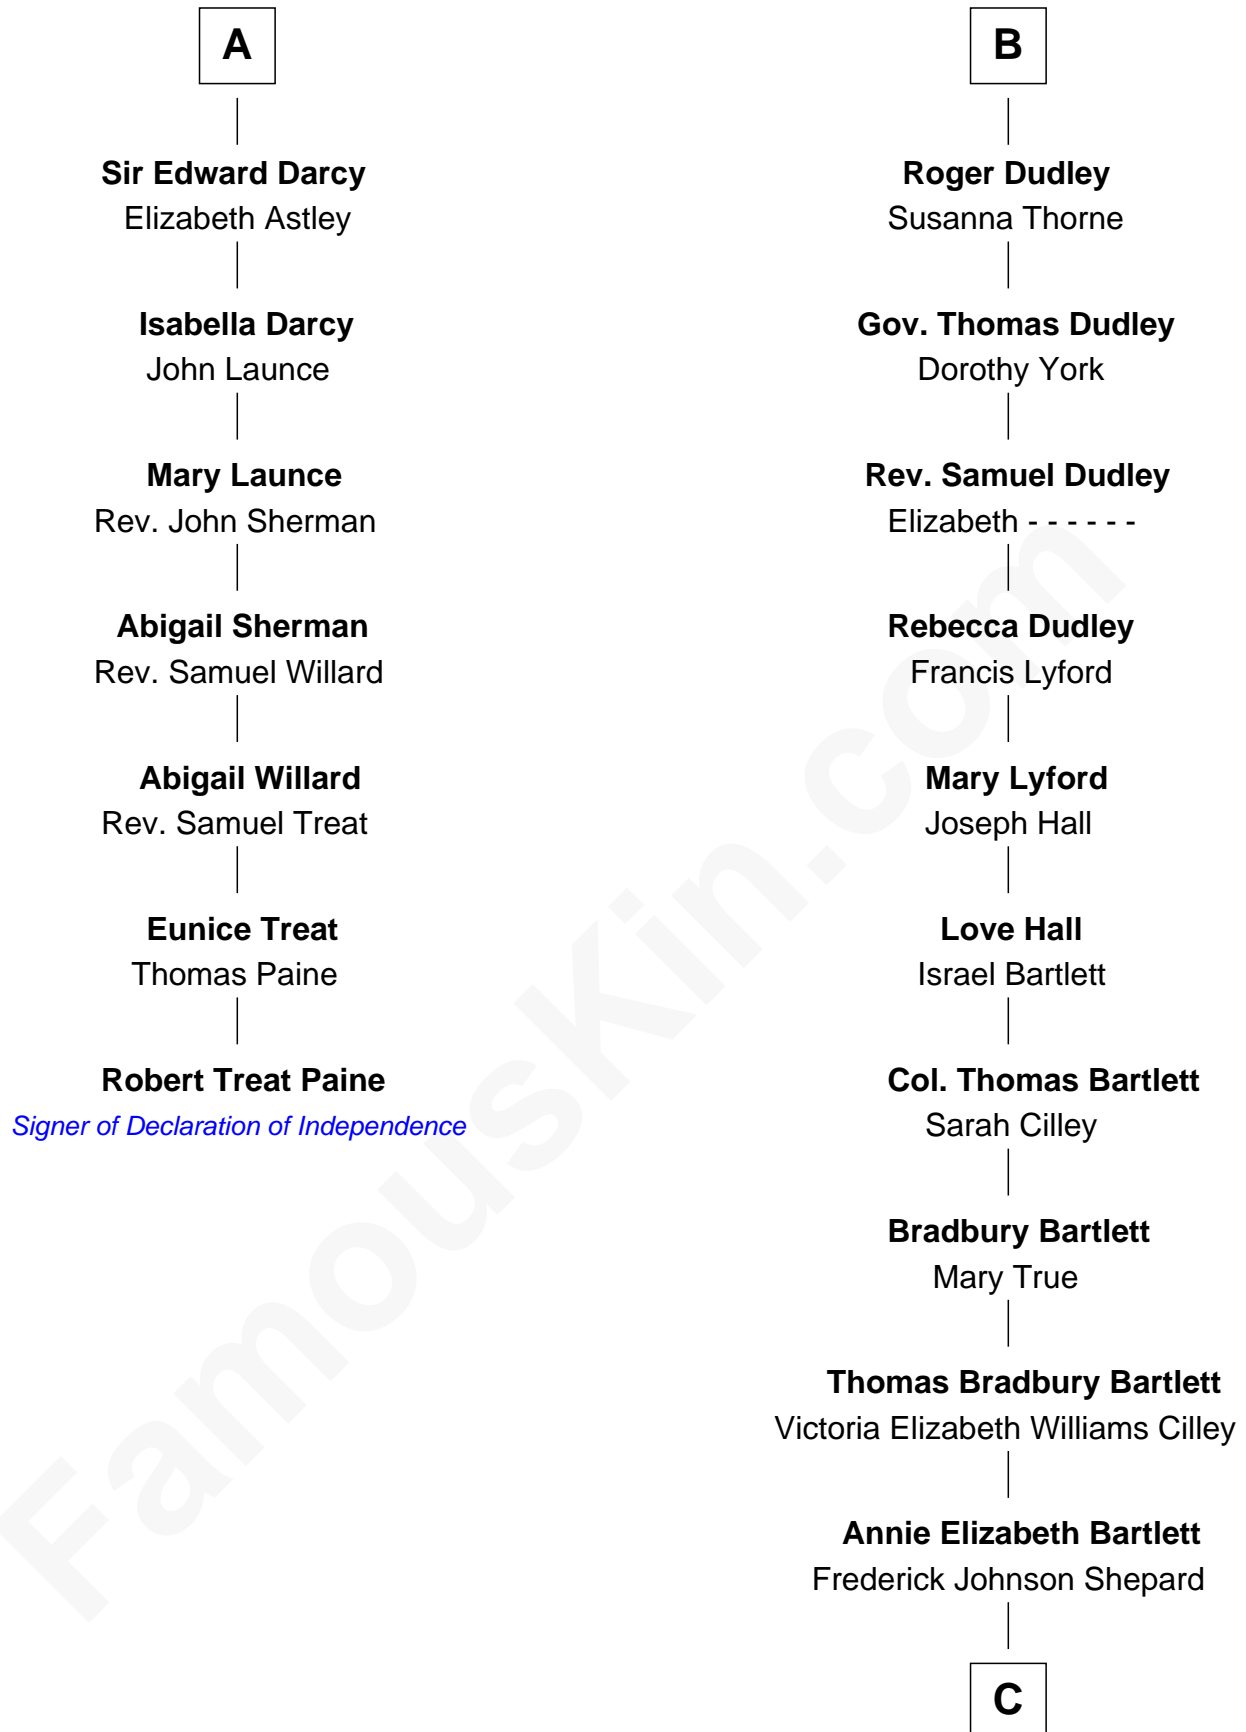 A
Sir Edward Darcy
Elizabeth Astley
Isabella Darcy
John Launce
Mary Launce
Rev. John Sherman
Abigail Sherman
Rev. Samuel Willard
Abigail Willard
Rev. Samuel Treat
Eunice Treat
Thomas Paine
Robert Treat Paine
Signer of Declaration of Independence
B
Roger Dudley
Susanna Thorne
Gov. Thomas Dudley
Dorothy York
Rev. Samuel Dudley
Elizabeth - - - - - -
Rebecca Dudley
Francis Lyford
Mary Lyford
Joseph Hall
Love Hall
Israel Bartlett
Col. Thomas Bartlett
Sarah Cilley
Bradbury Bartlett
Mary True
Thomas Bradbury Bartlett
Victoria Elizabeth Williams Cilley
Annie Elizabeth Bartlett
Frederick Johnson Shepard
C
FamousKin.com